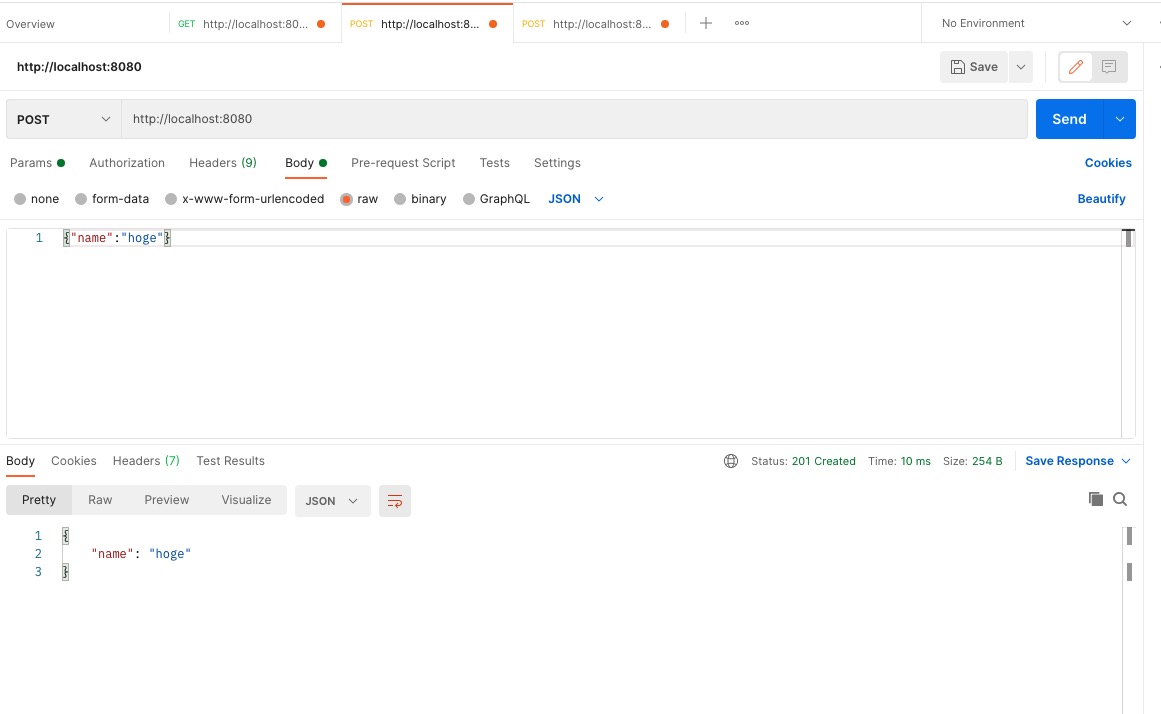 Overview GET http://localhost:80... POST http://localhost:8... POST http://localhost:8... No Environment
http://localhost:8080 Save
POST http://localhost:8080 Send
Params Authorization Headers (9) Body Pre-request Script Tests Settings Cookies
none form-data x-www-form-urlencoded raw binary GraphQL JSON Beautify
1 {"name":"hoge"}
Body Cookies Headers (7) Test Results Status: 201 Created Time: 10 ms Size: 254 B Save Response
Pretty Raw Preview Visualize JSON
1 {
2 "name": "hoge"
3 }